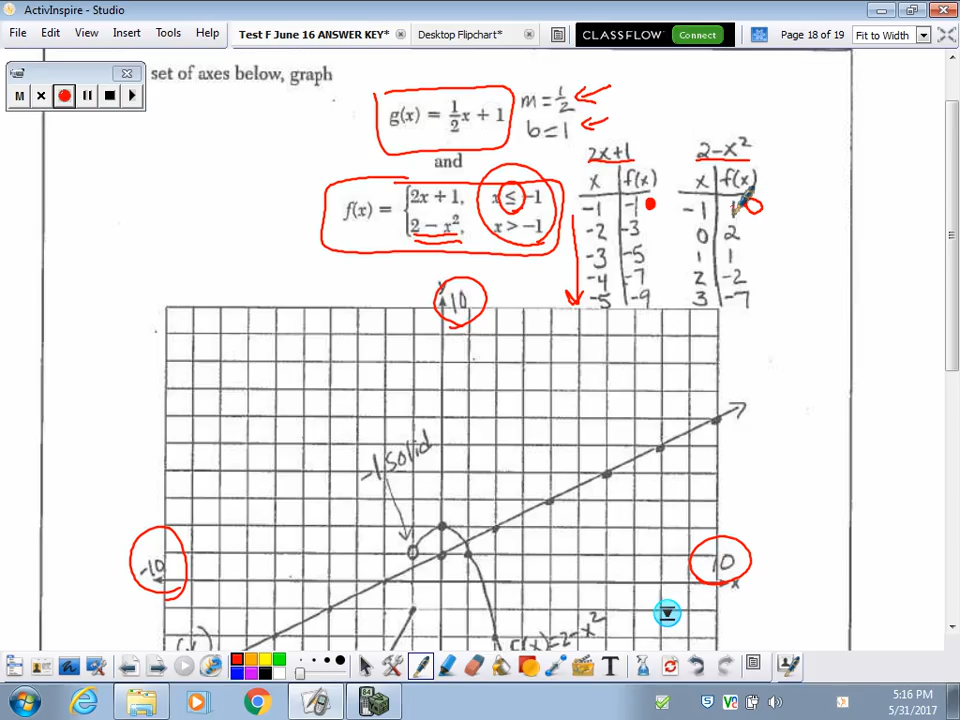 ActivInspire - Studio
File Edit View Insert Tools Help
Test F June 16 ANSWER KEY*
Desktop Flipchart*
CLASSFLOW Connect
Page 18 of 19
Fit to Width
set of axes below, graph
M
g(x) = 1/2 x + 1
m = 1/2
b = 1
and
f(x) = { 2x + 1, x ≤ -1
2 - x², x > -1
2x+1
x f(x)
-1 -1
-2 -3
-3 -5
-4 -7
-5 -9
2-x²
x f(x)
-1 1
0 2
1 1
2 -2
3 -7
y
10
-1 solid
-10
10
x
f(x)=2-x²
5:16 PM
5/31/2017